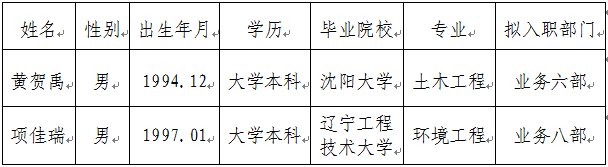 姓名 性别 出生年月 学历 毕业院校 专业 拟入职部门
黄贺禹 男 1994.12 大学本科 沈阳大学 土木工程 业务六部
项佳瑞 男 1997.01 大学本科 辽宁工程
技术大学 环境工程 业务八部